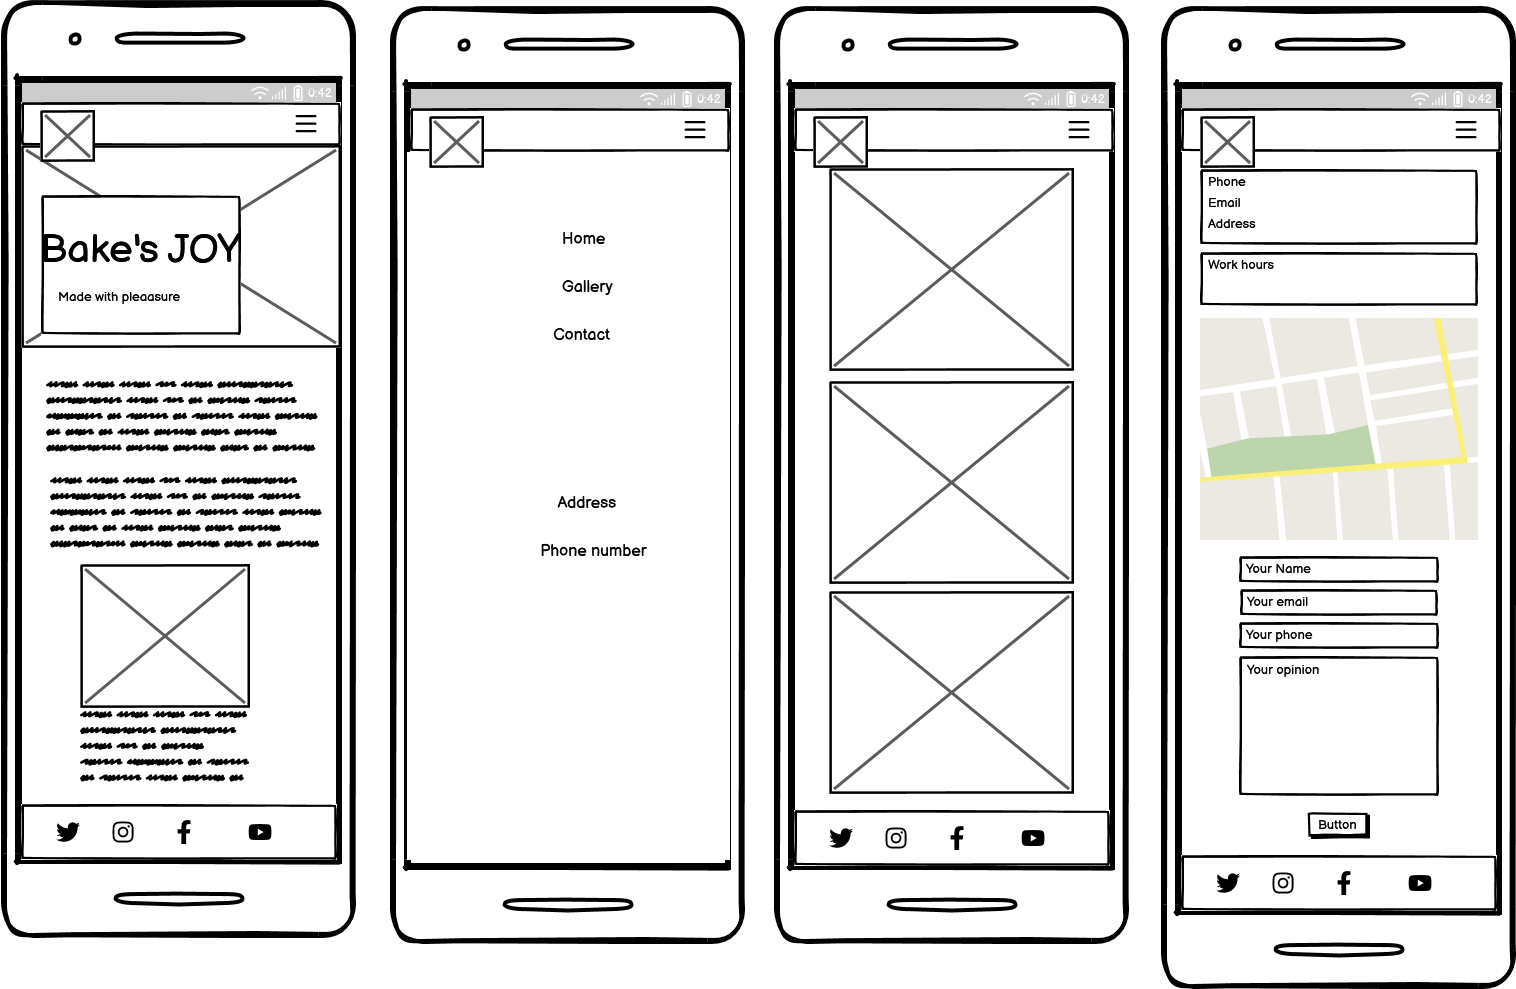 0:42
Bake's JOY
Made with pleaasure
0:42
Home
Gallery
Contact
Address
Phone number
0:42
0:42
Phone
Email
Address
Work hours
Your Name
Your email
Your phone
Your opinion
Button